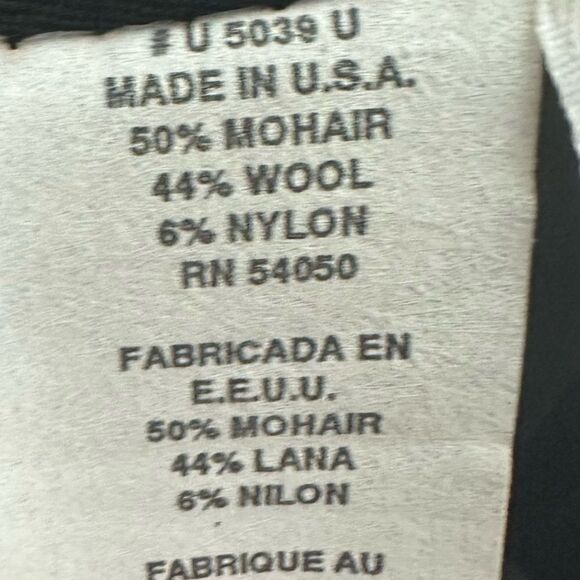 # U 5039 U
MADE IN U.S.A.
50% MOHAIR
44% WOOL
6% NYLON
RN 54050
FABRICADA EN
E.E.U.U.
50% MOHAIR
44% LANA
6% NILON
FABRIQUE AU